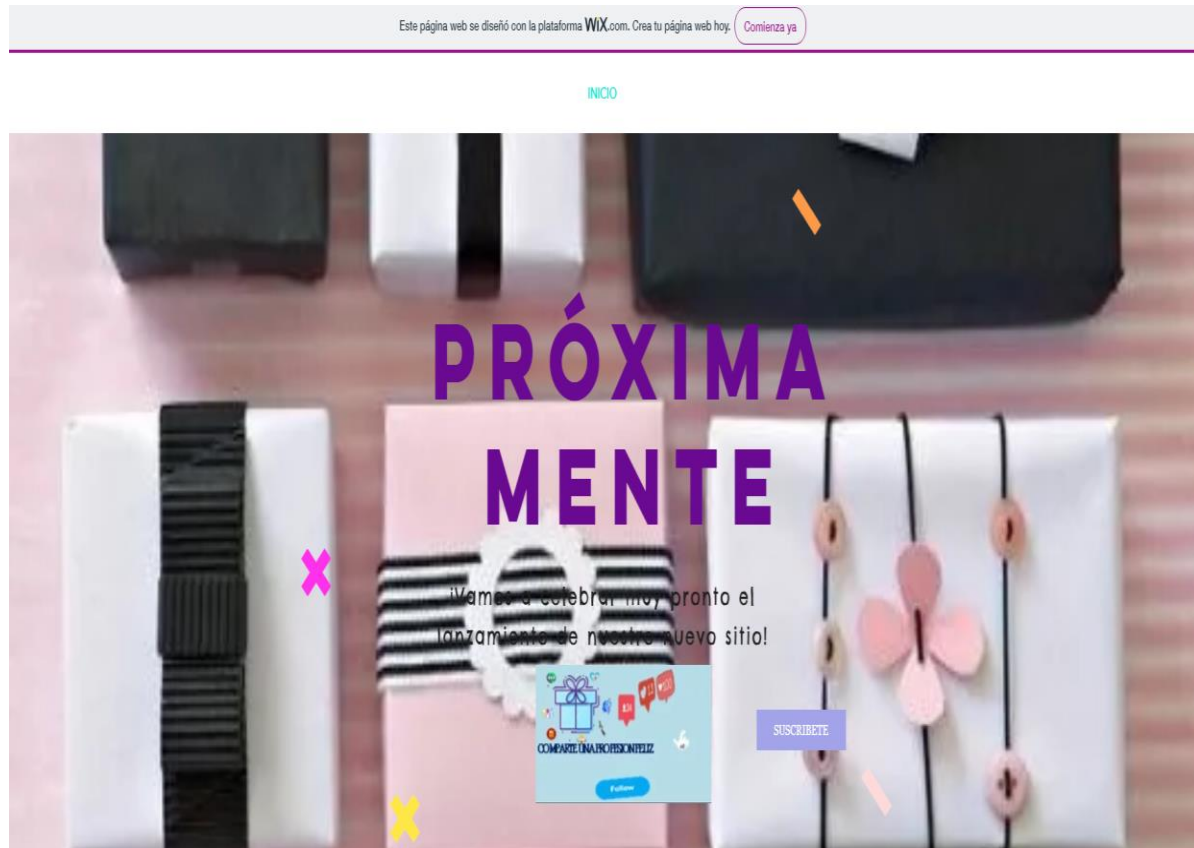 Este página web se diseñó con la plataforma WiX.com. Crea tu página web hoy. Comienza ya
INICIO
PRÓXIMA
MENTE
¡Vamos a celebrar muy pronto el
lanzamiento de nuestro nuevo sitio!
COMPARTE UNA PROFESION FELIZ
Follow
SUSCRIBETE